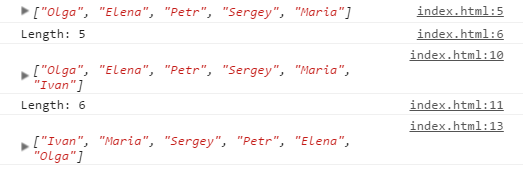 ["Olga", "Elena", "Petr", "Sergey", "Maria"] index.html:5
Length: 5 index.html:6
index.html:10
["Olga", "Elena", "Petr", "Sergey", "Maria",
"Ivan"]
Length: 6 index.html:11
index.html:13
["Ivan", "Maria", "Sergey", "Petr", "Elena",
"Olga"]